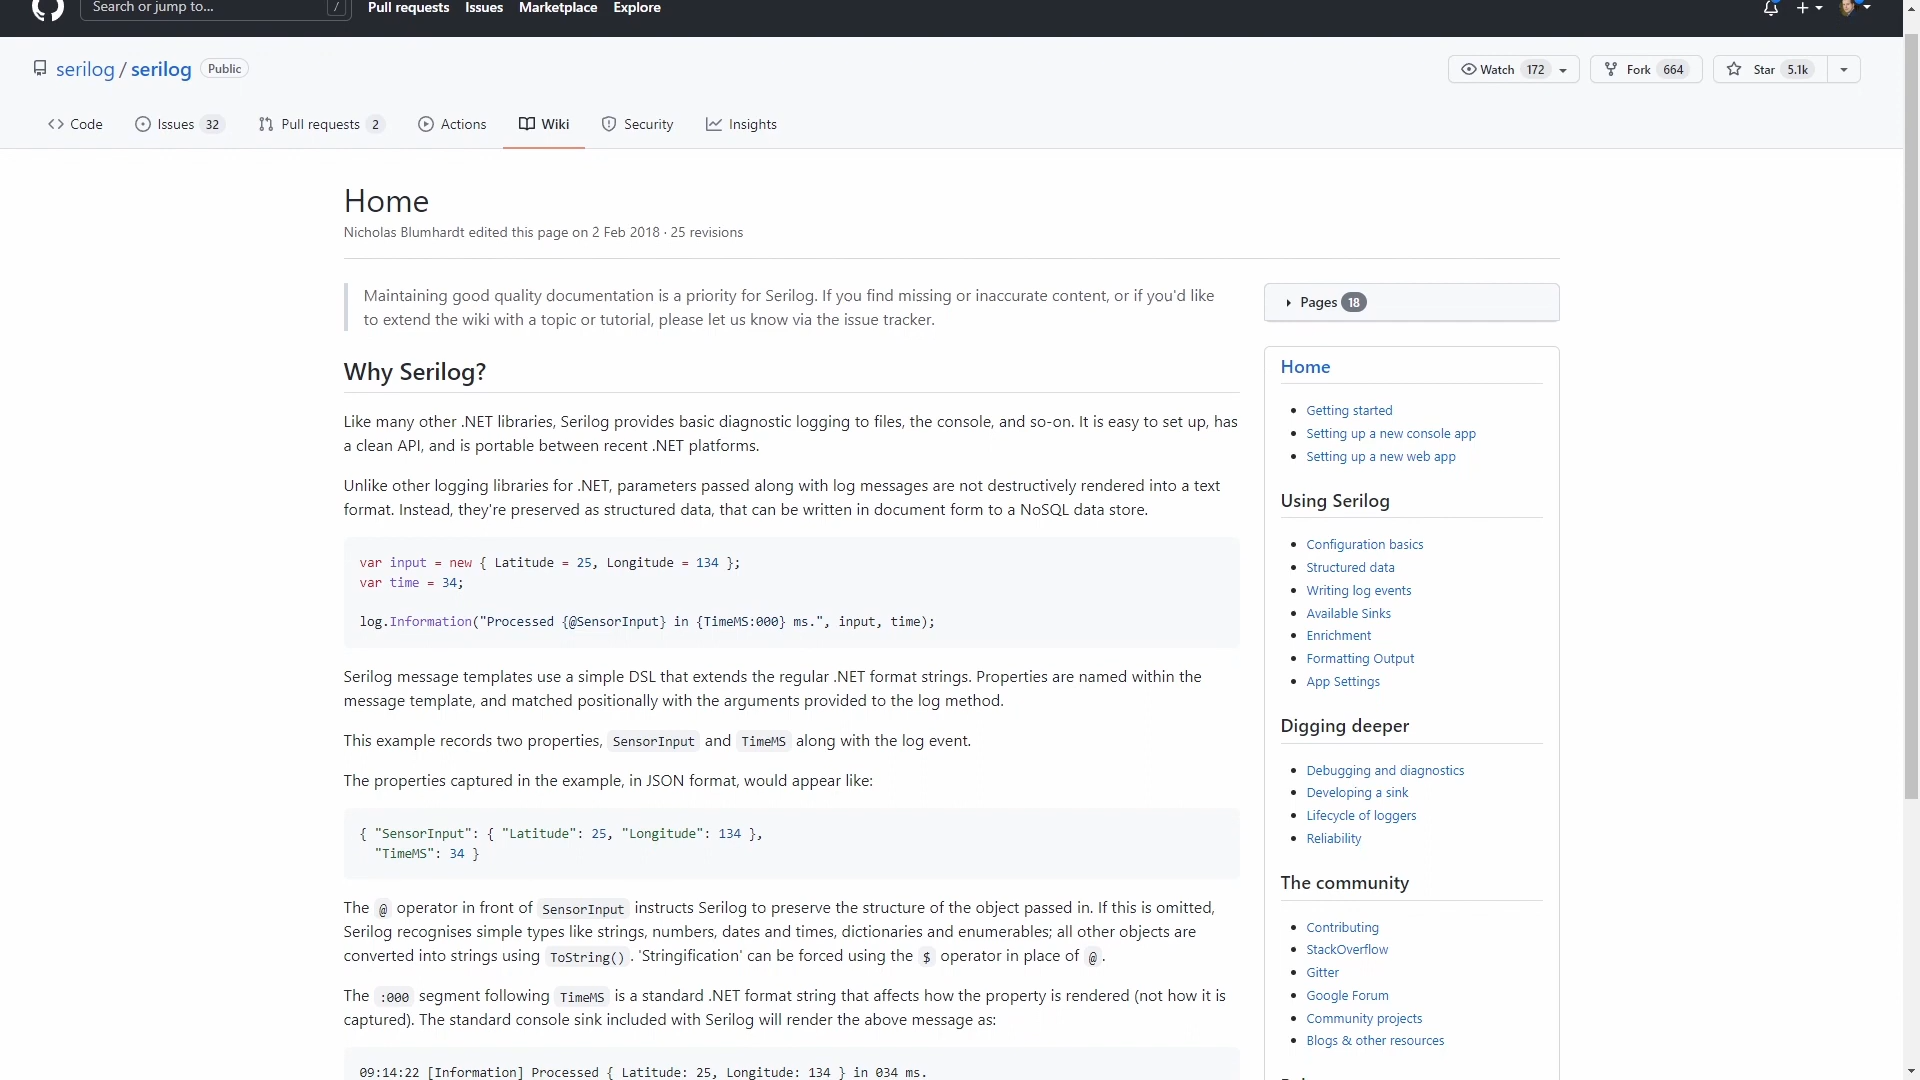 Search or jump to... /
Pull requests Issues Marketplace Explore
serilog / serilog Public
Watch 172
Fork 664
Star 5.1k
Code
Issues 32
Pull requests 2
Actions
Wiki
Security
Insights
Home
Nicholas Blumhardt edited this page on 2 Feb 2018 · 25 revisions
Maintaining good quality documentation is a priority for Serilog. If you find missing or inaccurate content, or if you'd like
to extend the wiki with a topic or tutorial, please let us know via the issue tracker.
Why Serilog?
Like many other .NET libraries, Serilog provides basic diagnostic logging to files, the console, and so-on. It is easy to set up, has
a clean API, and is portable between recent .NET platforms.
Unlike other logging libraries for .NET, parameters passed along with log messages are not destructively rendered into a text
format. Instead, they're preserved as structured data, that can be written in document form to a NoSQL data store.
var input = new { Latitude = 25, Longitude = 134 };
var time = 34;
log.Information("Processed {@SensorInput} in {TimeMS:000} ms.", input, time);
Serilog message templates use a simple DSL that extends the regular .NET format strings. Properties are named within the
message template, and matched positionally with the arguments provided to the log method.
This example records two properties, SensorInput and TimeMS along with the log event.
The properties captured in the example, in JSON format, would appear like:
{ "SensorInput": { "Latitude": 25, "Longitude": 134 },
"TimeMS": 34 }
The @ operator in front of SensorInput instructs Serilog to preserve the structure of the object passed in. If this is omitted,
Serilog recognises simple types like strings, numbers, dates and times, dictionaries and enumerables; all other objects are
converted into strings using ToString() . 'Stringification' can be forced using the $ operator in place of @ .
The :000 segment following TimeMS is a standard .NET format string that affects how the property is rendered (not how it is
captured). The standard console sink included with Serilog will render the above message as:
09:14:22 [Information] Processed { Latitude: 25, Longitude: 134 } in 034 ms.
Pages 18
Home
Getting started
Setting up a new console app
Setting up a new web app
Using Serilog
Configuration basics
Structured data
Writing log events
Available Sinks
Enrichment
Formatting Output
App Settings
Digging deeper
Debugging and diagnostics
Developing a sink
Lifecycle of loggers
Reliability
The community
Contributing
StackOverflow
Gitter
Google Forum
Community projects
Blogs & other resources